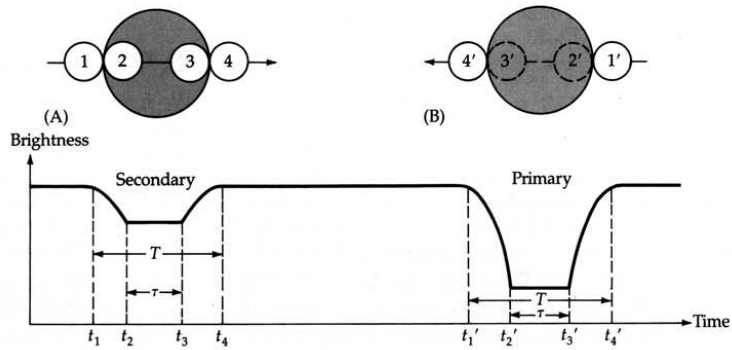 1 2 3 4
4′ 3′ 2′ 1′
(A)
(B)
Brightness
Secondary
Primary
T
τ
T
τ
Time
t₁ t₂ t₃ t₄
t₁′ t₂′ t₃′ t₄′